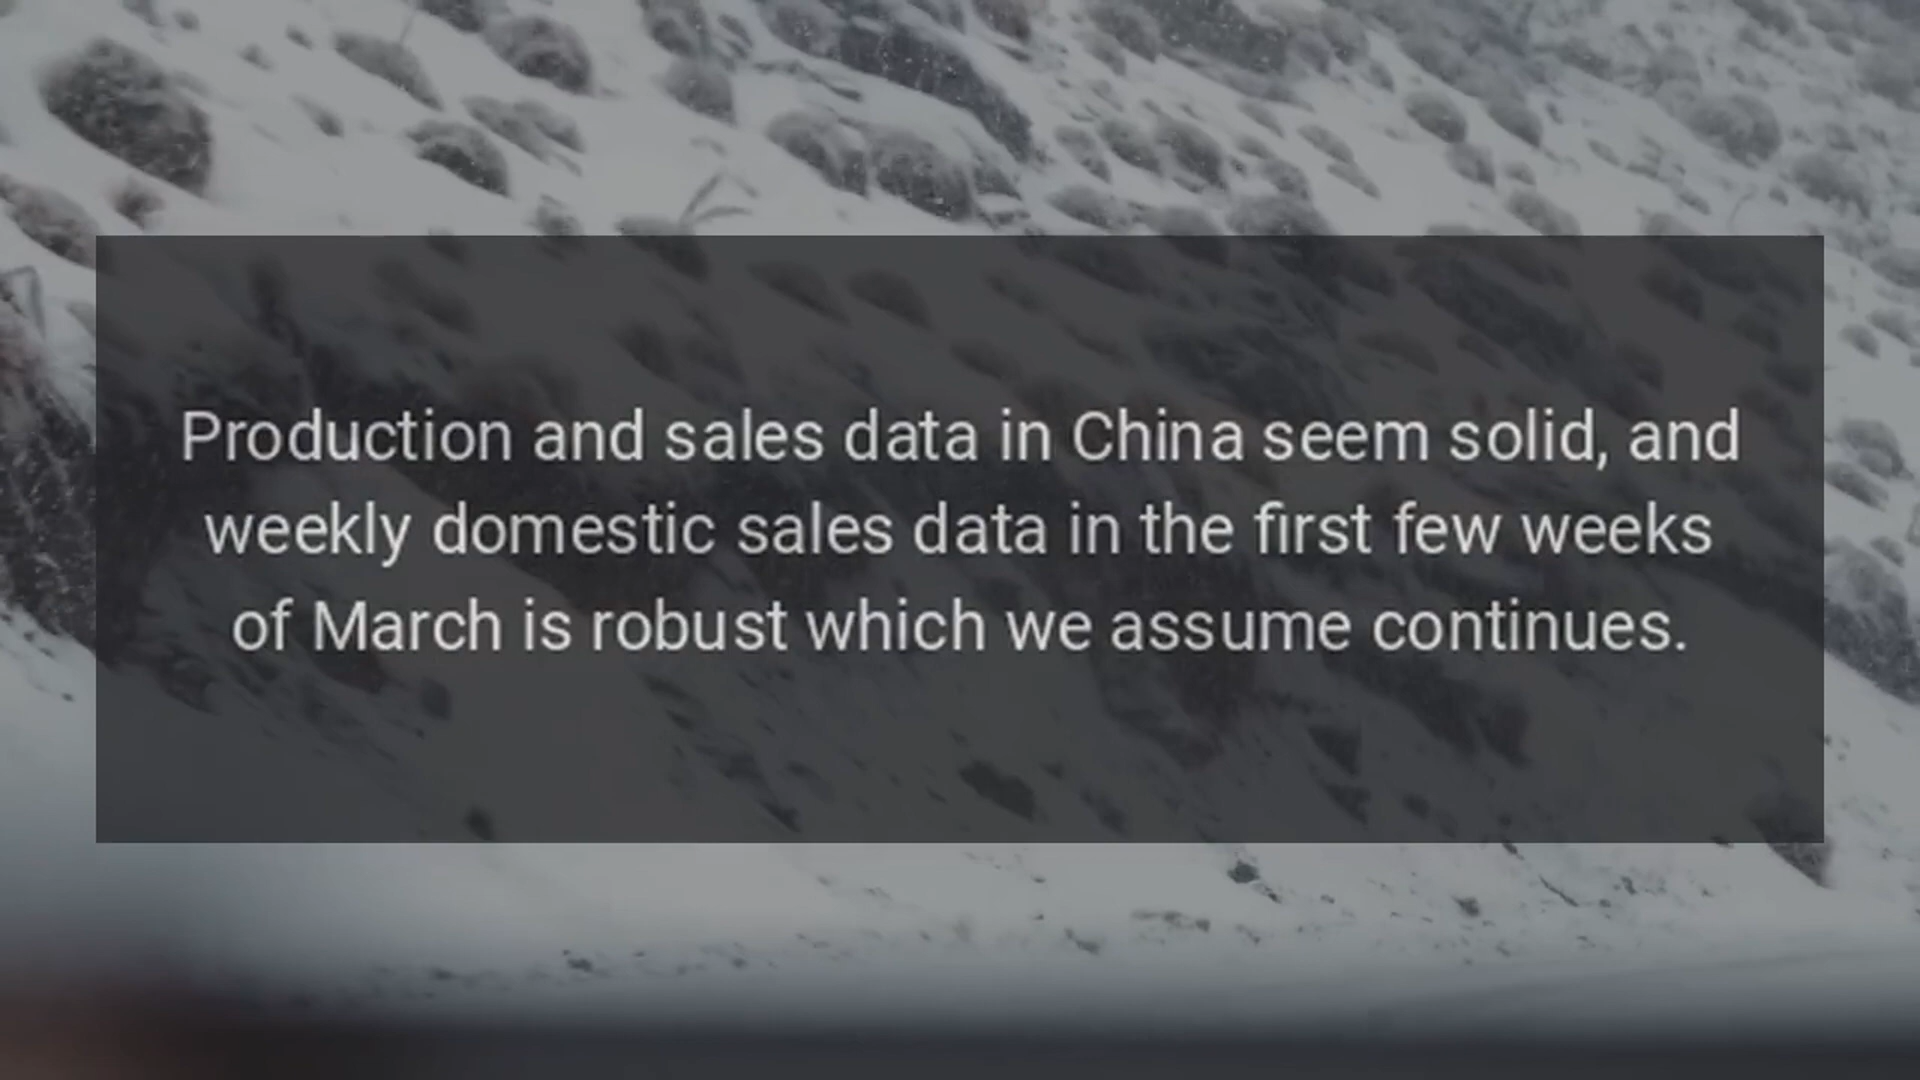 Production and sales data in China seem solid, and
weekly domestic sales data in the first few weeks
of March is robust which we assume continues.